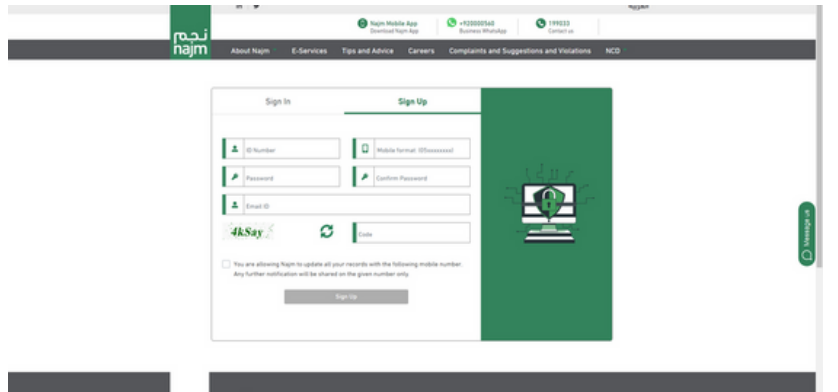 Najm Mobile App
Download Najm App
+920000560
Business WhatsApp
199033
Contact us
نجم
najm
About Najm
E-Services
Tips and Advice
Careers
Complaints and Suggestions and Violations
NCD
Sign In
Sign Up
ID Number
Mobile format (05xxxxxxxx)
Password
Confirm Password
Email ID
4kSay
Code
You are allowing Najm to update all your records with the following mobile number.
Any further notification will be shared on the given number only.
Sign Up
Message us